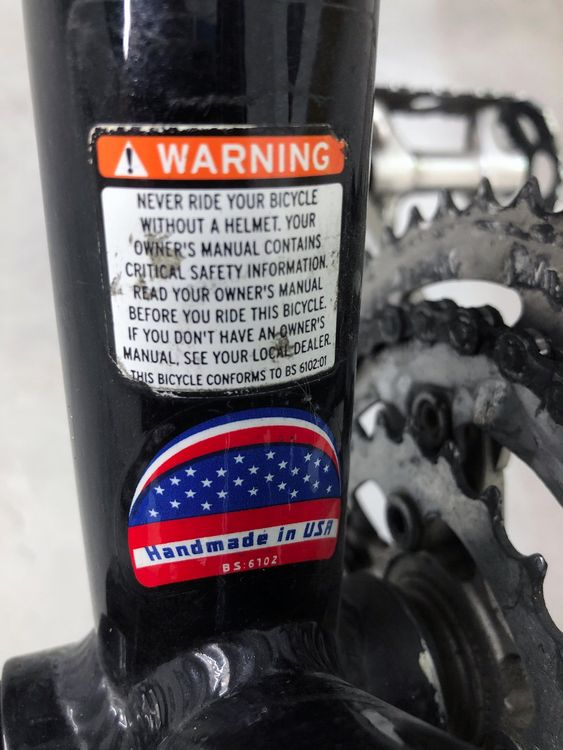 WARNING
NEVER RIDE YOUR BICYCLE
WITHOUT A HELMET. YOUR
OWNER'S MANUAL CONTAINS
CRITICAL SAFETY INFORMATION.
READ YOUR OWNER'S MANUAL
BEFORE YOU RIDE THIS BICYCLE.
IF YOU DON'T HAVE AN OWNER'S
MANUAL, SEE YOUR LOCAL DEALER.
THIS BICYCLE CONFORMS TO BS 6102:01
Handmade in USA
BS:6102